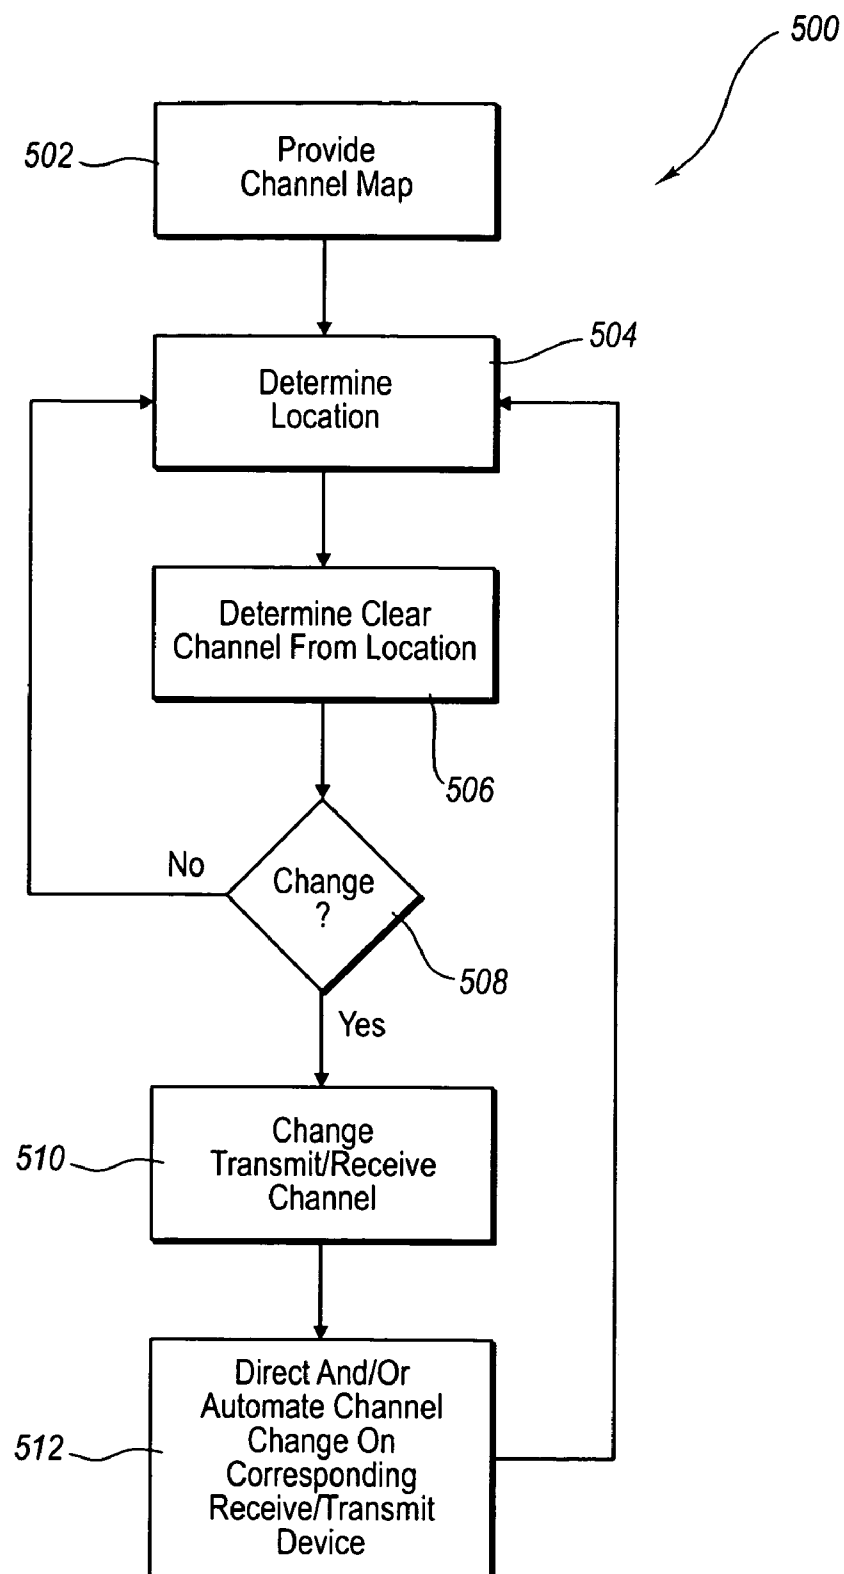 500
502
Provide
Channel Map
504
Determine
Location
Determine Clear
Channel From Location
506
No
Change
?
508
Yes
510
Change
Transmit/Receive
Channel
512
Direct And/Or
Automate Channel
Change On
Corresponding
Receive/Transmit
Device